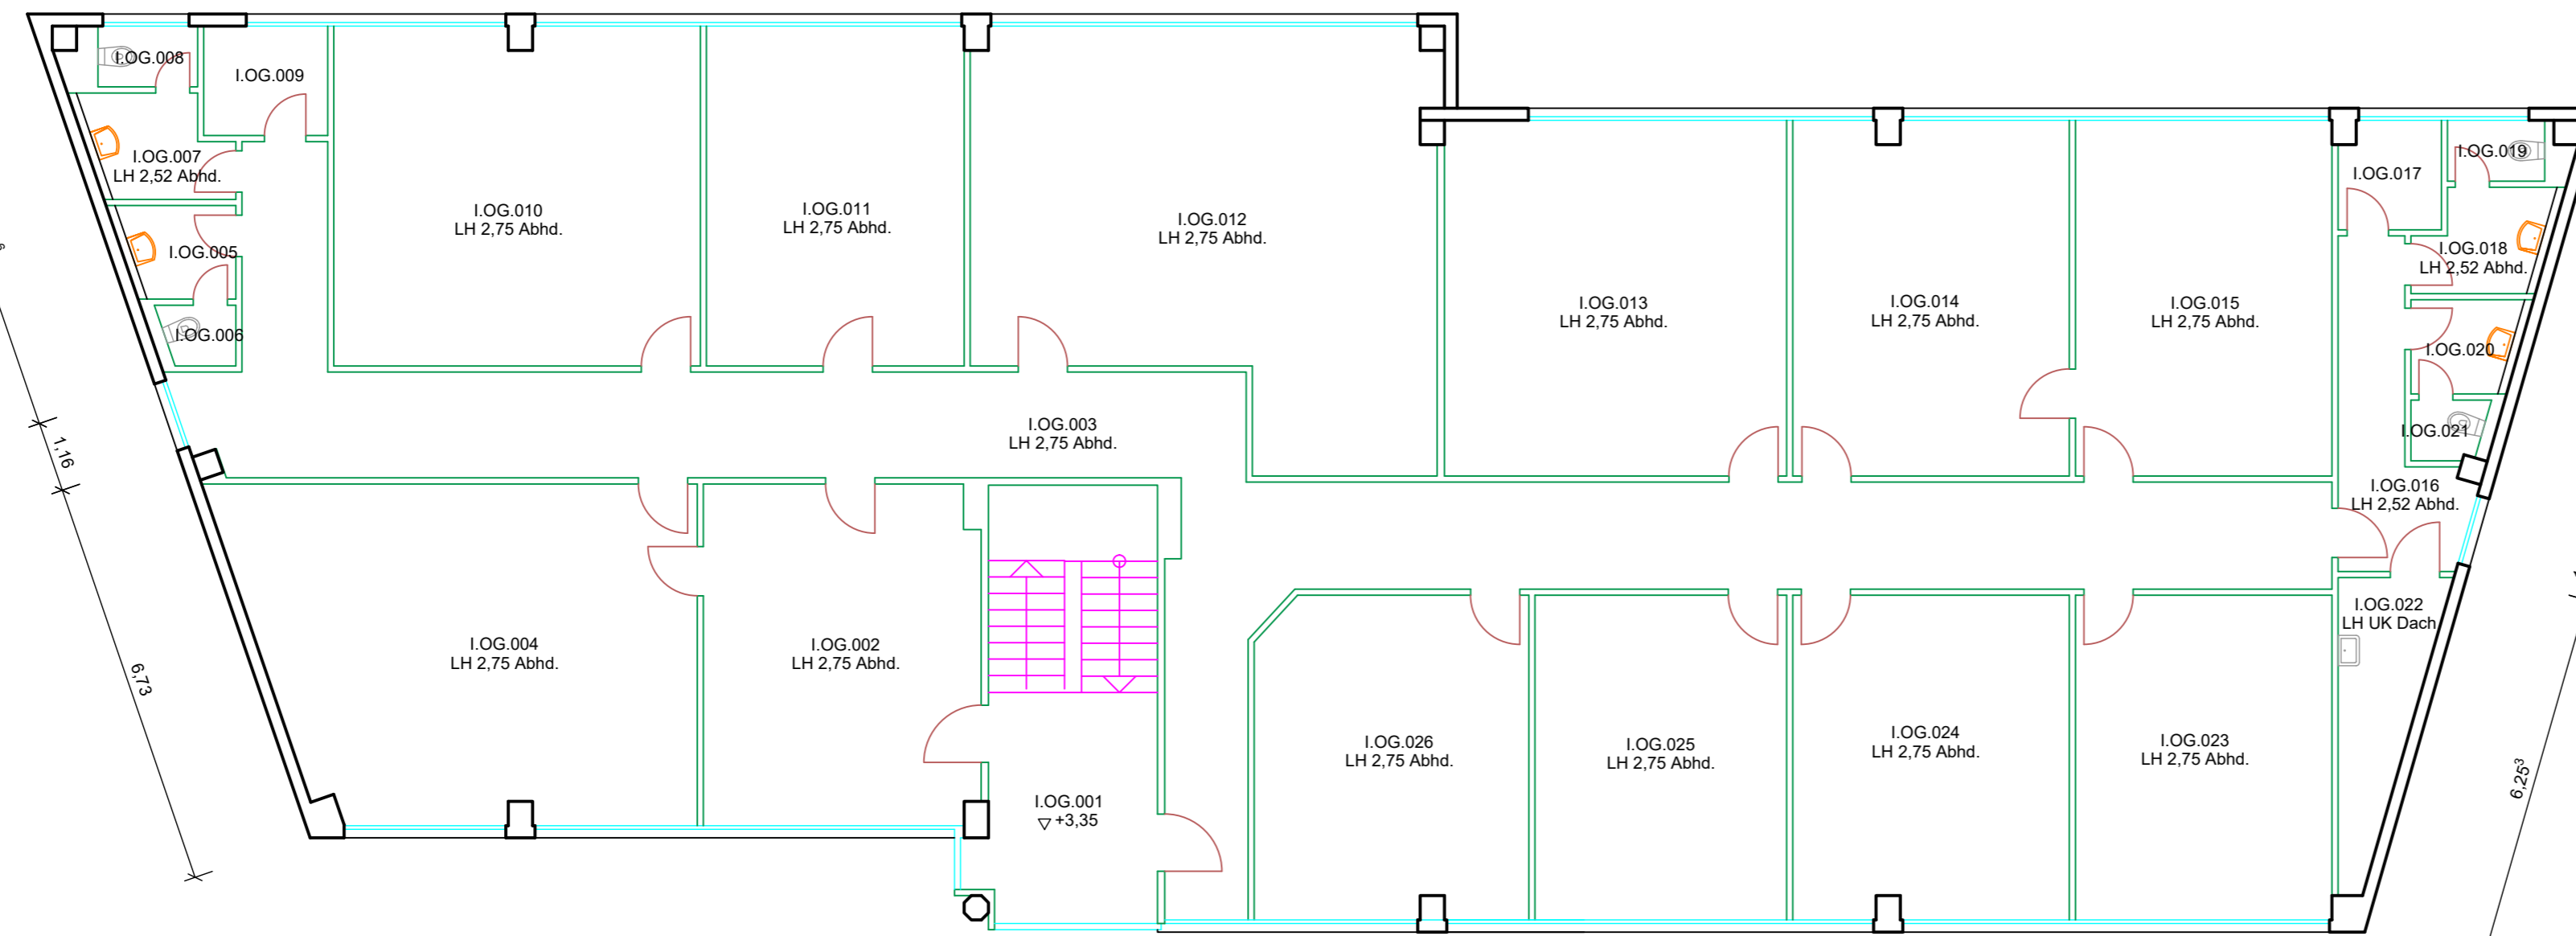 I.OG.008
I.OG.009
I.OG.007
LH 2,52 Abhd.
I.OG.005
I.OG.006
I.OG.010
LH 2,75 Abhd.
I.OG.011
LH 2,75 Abhd.
I.OG.012
LH 2,75 Abhd.
I.OG.013
LH 2,75 Abhd.
I.OG.014
LH 2,75 Abhd.
I.OG.015
LH 2,75 Abhd.
I.OG.017
I.OG.019
I.OG.018
LH 2,52 Abhd.
I.OG.020
I.OG.021
I.OG.016
LH 2,52 Abhd.
I.OG.003
LH 2,75 Abhd.
1,16
6,73
I.OG.004
LH 2,75 Abhd.
I.OG.002
LH 2,75 Abhd.
I.OG.001
+3,35
I.OG.026
LH 2,75 Abhd.
I.OG.025
LH 2,75 Abhd.
I.OG.024
LH 2,75 Abhd.
I.OG.023
LH 2,75 Abhd.
I.OG.022
LH UK Dach
6,25³